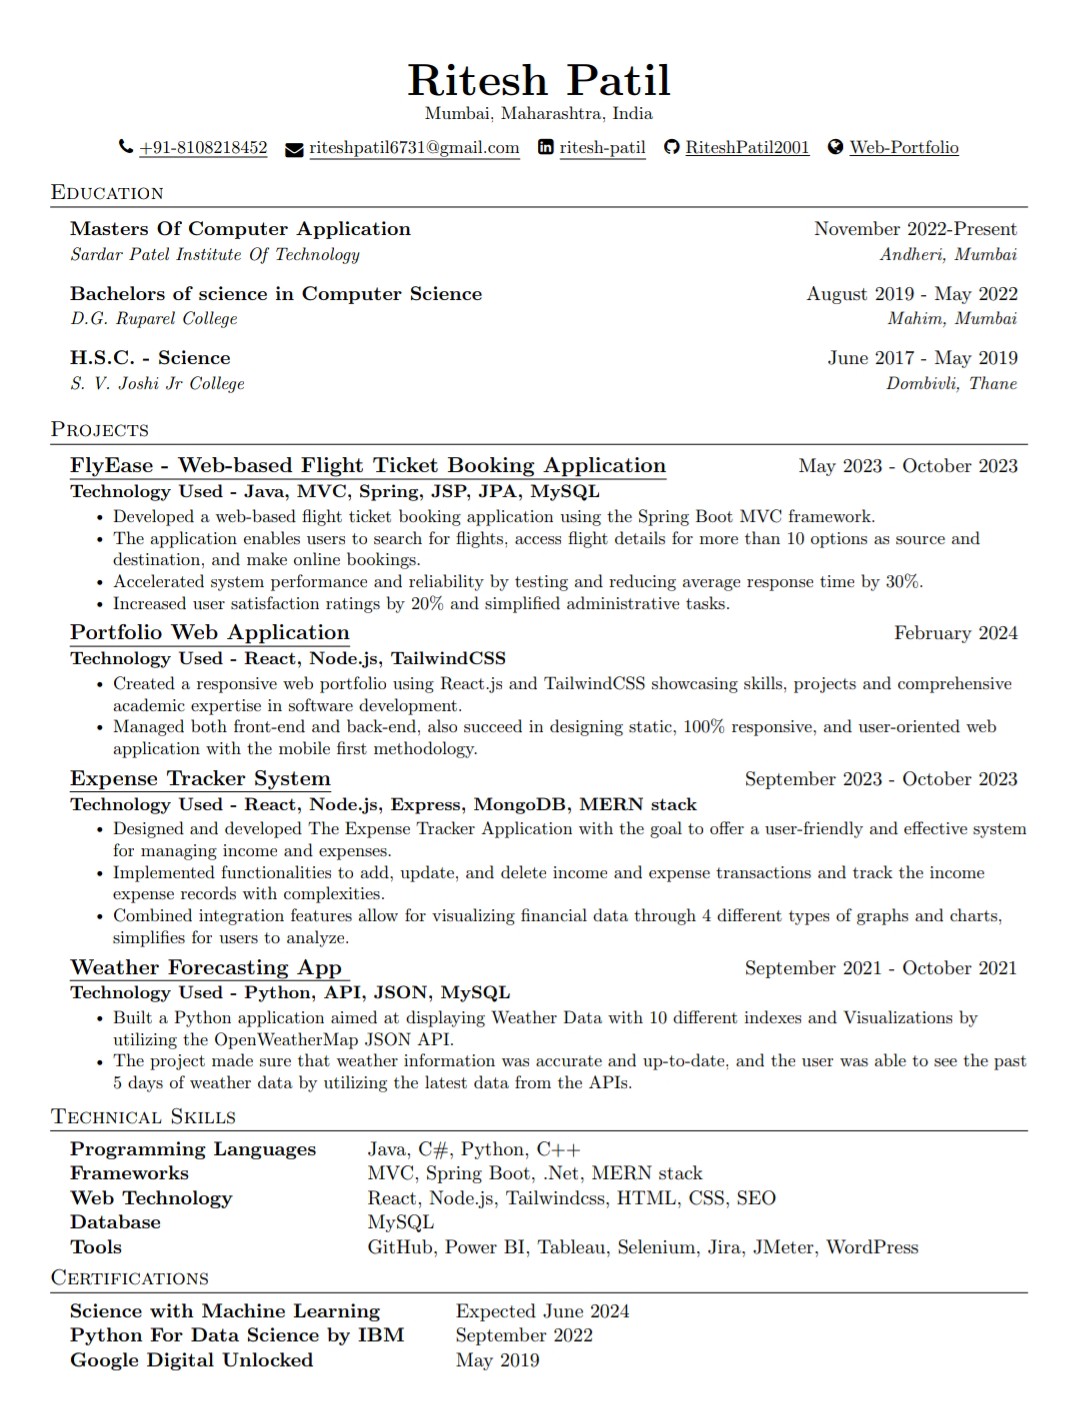 Ritesh Patil
Mumbai, Maharashtra, India
+91-8108218452 riteshpatil6731@gmail.com ritesh-patil RiteshPatil2001 Web-Portfolio
Education
Masters Of Computer Application November 2022-Present
Sardar Patel Institute Of Technology Andheri, Mumbai
Bachelors of science in Computer Science August 2019 - May 2022
D.G. Ruparel College Mahim, Mumbai
H.S.C. - Science June 2017 - May 2019
S. V. Joshi Jr College Dombivli, Thane
Projects
FlyEase - Web-based Flight Ticket Booking Application May 2023 - October 2023
Technology Used - Java, MVC, Spring, JSP, JPA, MySQL
• Developed a web-based flight ticket booking application using the Spring Boot MVC framework.
• The application enables users to search for flights, access flight details for more than 10 options as source and
destination, and make online bookings.
• Accelerated system performance and reliability by testing and reducing average response time by 30%.
• Increased user satisfaction ratings by 20% and simplified administrative tasks.
Portfolio Web Application February 2024
Technology Used - React, Node.js, TailwindCSS
• Created a responsive web portfolio using React.js and TailwindCSS showcasing skills, projects and comprehensive
academic expertise in software development.
• Managed both front-end and back-end, also succeed in designing static, 100% responsive, and user-oriented web
application with the mobile first methodology.
Expense Tracker System September 2023 - October 2023
Technology Used - React, Node.js, Express, MongoDB, MERN stack
• Designed and developed The Expense Tracker Application with the goal to offer a user-friendly and effective system
for managing income and expenses.
• Implemented functionalities to add, update, and delete income and expense transactions and track the income
expense records with complexities.
• Combined integration features allow for visualizing financial data through 4 different types of graphs and charts,
simplifies for users to analyze.
Weather Forecasting App September 2021 - October 2021
Technology Used - Python, API, JSON, MySQL
• Built a Python application aimed at displaying Weather Data with 10 different indexes and Visualizations by
utilizing the OpenWeatherMap JSON API.
• The project made sure that weather information was accurate and up-to-date, and the user was able to see the past
5 days of weather data by utilizing the latest data from the APIs.
Technical Skills
Programming Languages Java, C#, Python, C++
Frameworks MVC, Spring Boot, .Net, MERN stack
Web Technology React, Node.js, Tailwindcss, HTML, CSS, SEO
Database MySQL
Tools GitHub, Power BI, Tableau, Selenium, Jira, JMeter, WordPress
Certifications
Science with Machine Learning Expected June 2024
Python For Data Science by IBM September 2022
Google Digital Unlocked May 2019